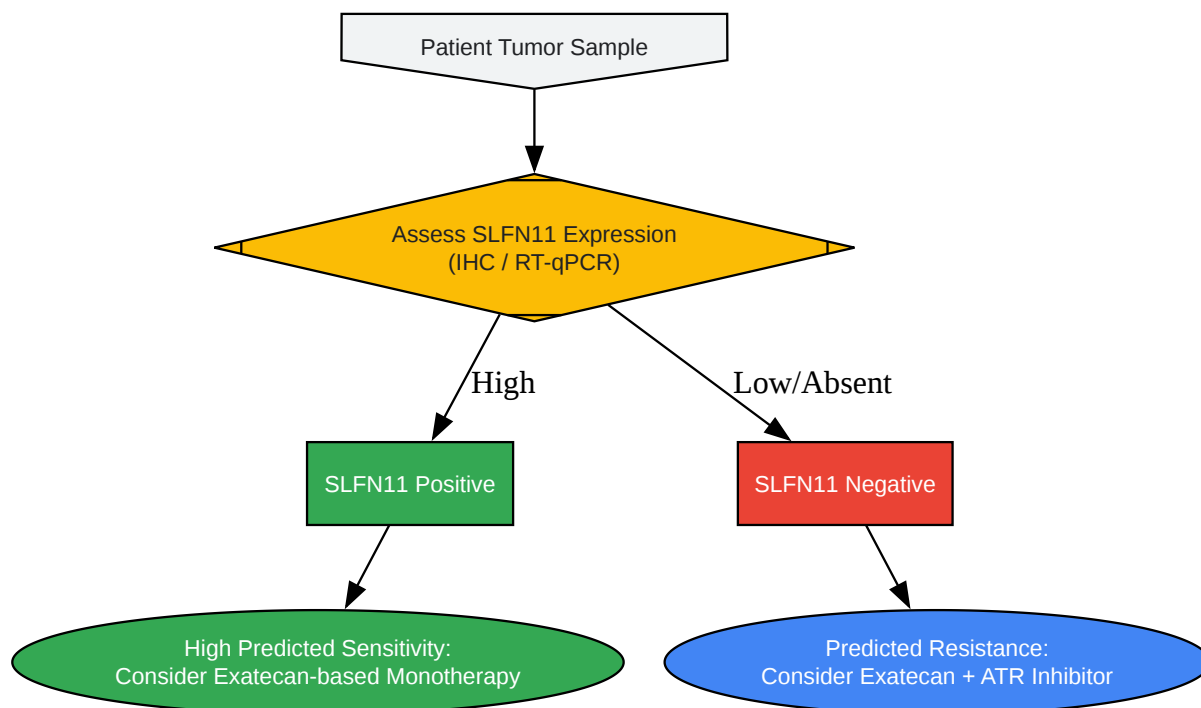 Patient Tumor Sample
Assess SLFN11 Expression
(IHC / RT-qPCR)
High
Low/Absent
SLFN11 Positive
SLFN11 Negative
High Predicted Sensitivity:
Consider Exatecan-based Monotherapy
Predicted Resistance:
Consider Exatecan + ATR Inhibitor